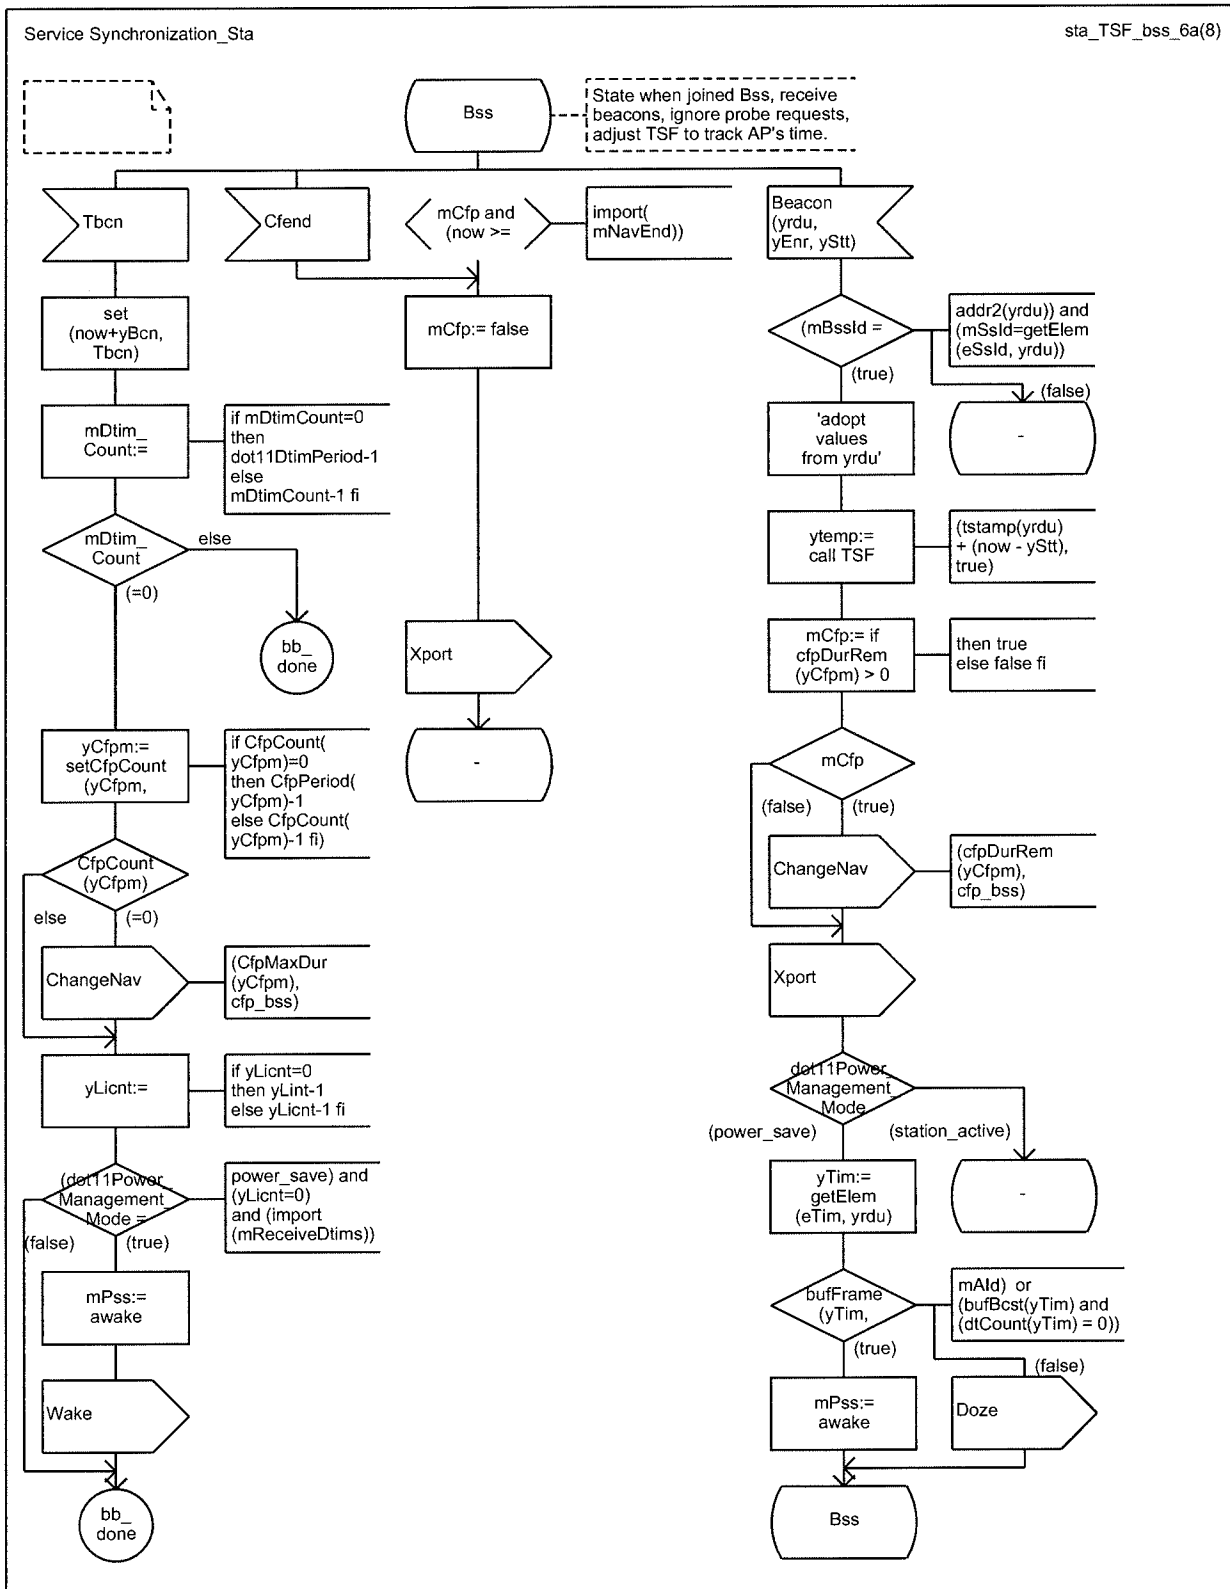 Service Synchronization_Sta
sta_TSF_bss_6a(8)
Bss
State when joined Bss, receive
beacons, ignore probe requests,
adjust TSF to track AP's time.
Tbcn
Cfend
mCfp and
(now >=
import(
mNavEnd))
Beacon
(yrdu,
yEnr, yStt)
set
(now+yBcn,
Tbcn)
mCfp:= false
(mBssId =
addr2(yrdu)) and
(mSsId=getElem
(eSsId, yrdu))
(true)
(false)
mDtim_
Count:=
if mDtimCount=0
then
dot11DtimPeriod-1
else
mDtimCount-1 fi
'adopt
values
from yrdu'
-
mDtim_
Count
else
(=0)
ytemp:=
call TSF
(tstamp(yrdu)
+ (now - yStt),
true)
bb_
done
Xport
mCfp:= if
cfpDurRem
(yCfpm) > 0
then true
else false fi
yCfpm:=
setCfpCount
(yCfpm,
if CfpCount(
yCfpm)=0
then CfpPeriod(
yCfpm)-1
else CfpCount(
yCfpm)-1 fi)
-
mCfp
(false)
(true)
CfpCount
(yCfpm)
else
(=0)
ChangeNav
(cfpDurRem
(yCfpm),
cfp_bss)
ChangeNav
(CfpMaxDur
(yCfpm),
cfp_bss)
Xport
yLicnt:=
if yLicnt=0
then yLint-1
else yLicnt-1 fi
dot11Power_
Management_
Mode
(power_save)
(station_active)
(dot11Power_
Management_
Mode =
power_save) and
(yLicnt=0)
and (import
(mReceiveDtims))
(false)
(true)
yTim:=
getElem
(eTim, yrdu)
-
mPss:=
awake
bufFrame
(yTim,
mAId) or
(bufBcst(yTim) and
(dtCount(yTim) = 0))
(true)
(false)
Wake
mPss:=
awake
Doze
bb_
done
Bss